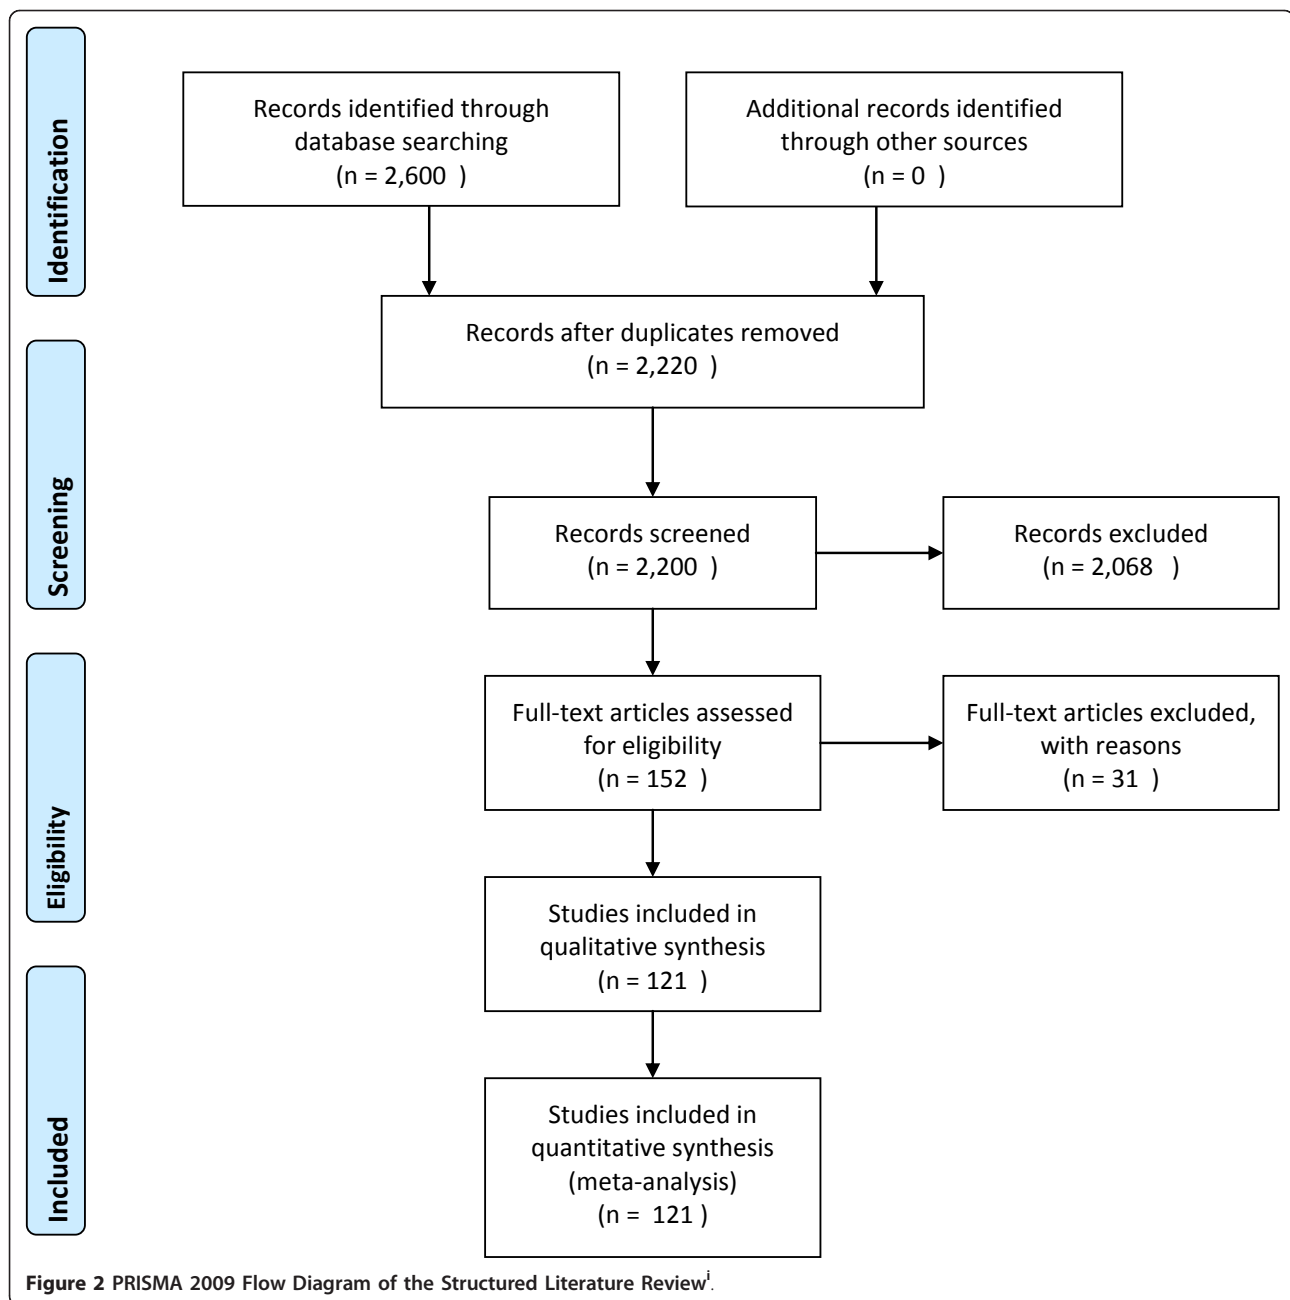 Identification
Records identified through
database searching
(n = 2,600 )
Additional records identified
through other sources
(n = 0 )
Records after duplicates removed
(n = 2,220 )
Screening
Records screened
(n = 2,200 )
Records excluded
(n = 2,068 )
Eligibility
Full-text articles assessed
for eligibility
(n = 152 )
Full-text articles excluded,
with reasons
(n = 31 )
Studies included in
qualitative synthesis
(n = 121 )
Included
Studies included in
quantitative synthesis
(meta-analysis)
(n = 121 )
Figure 2 PRISMA 2009 Flow Diagram of the Structured Literature Reviewi.